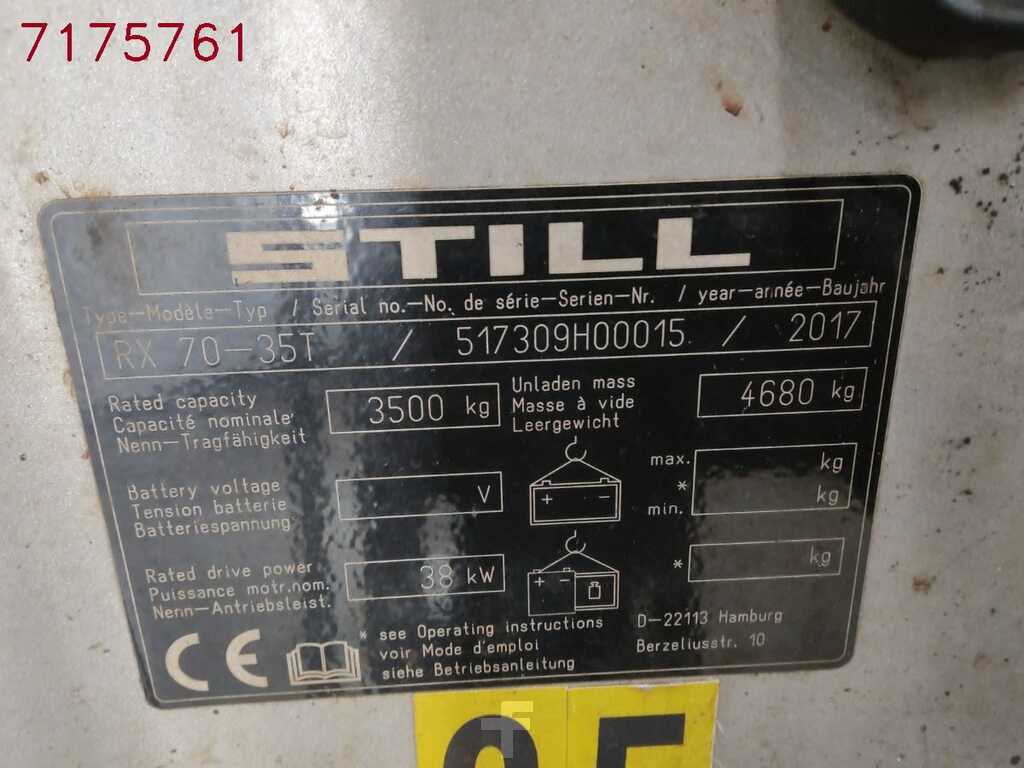 7175761
STILL
Type-Modèle-Typ / Serial no.-No. de série-Serien-Nr. / year-année-Baujahr
RX 70-35T / 517309H00015 / 2017
Rated capacity
Capacité nominale
Nenn-Tragfähigkeit
3500 kg
Unladen mass
Masse à vide
Leergewicht
4680 kg
Battery voltage
Tension batterie
Batteriespannung
V
max. kg
*
min. kg
Rated drive power
Puissance motr.nom.
Nenn-Antriebsleist.
38 kW
* kg
CE
* see Operating instructions
voir Mode d'emploi
siehe Betriebsanleitung
D-22113 Hamburg
Berzeliusstr. 10